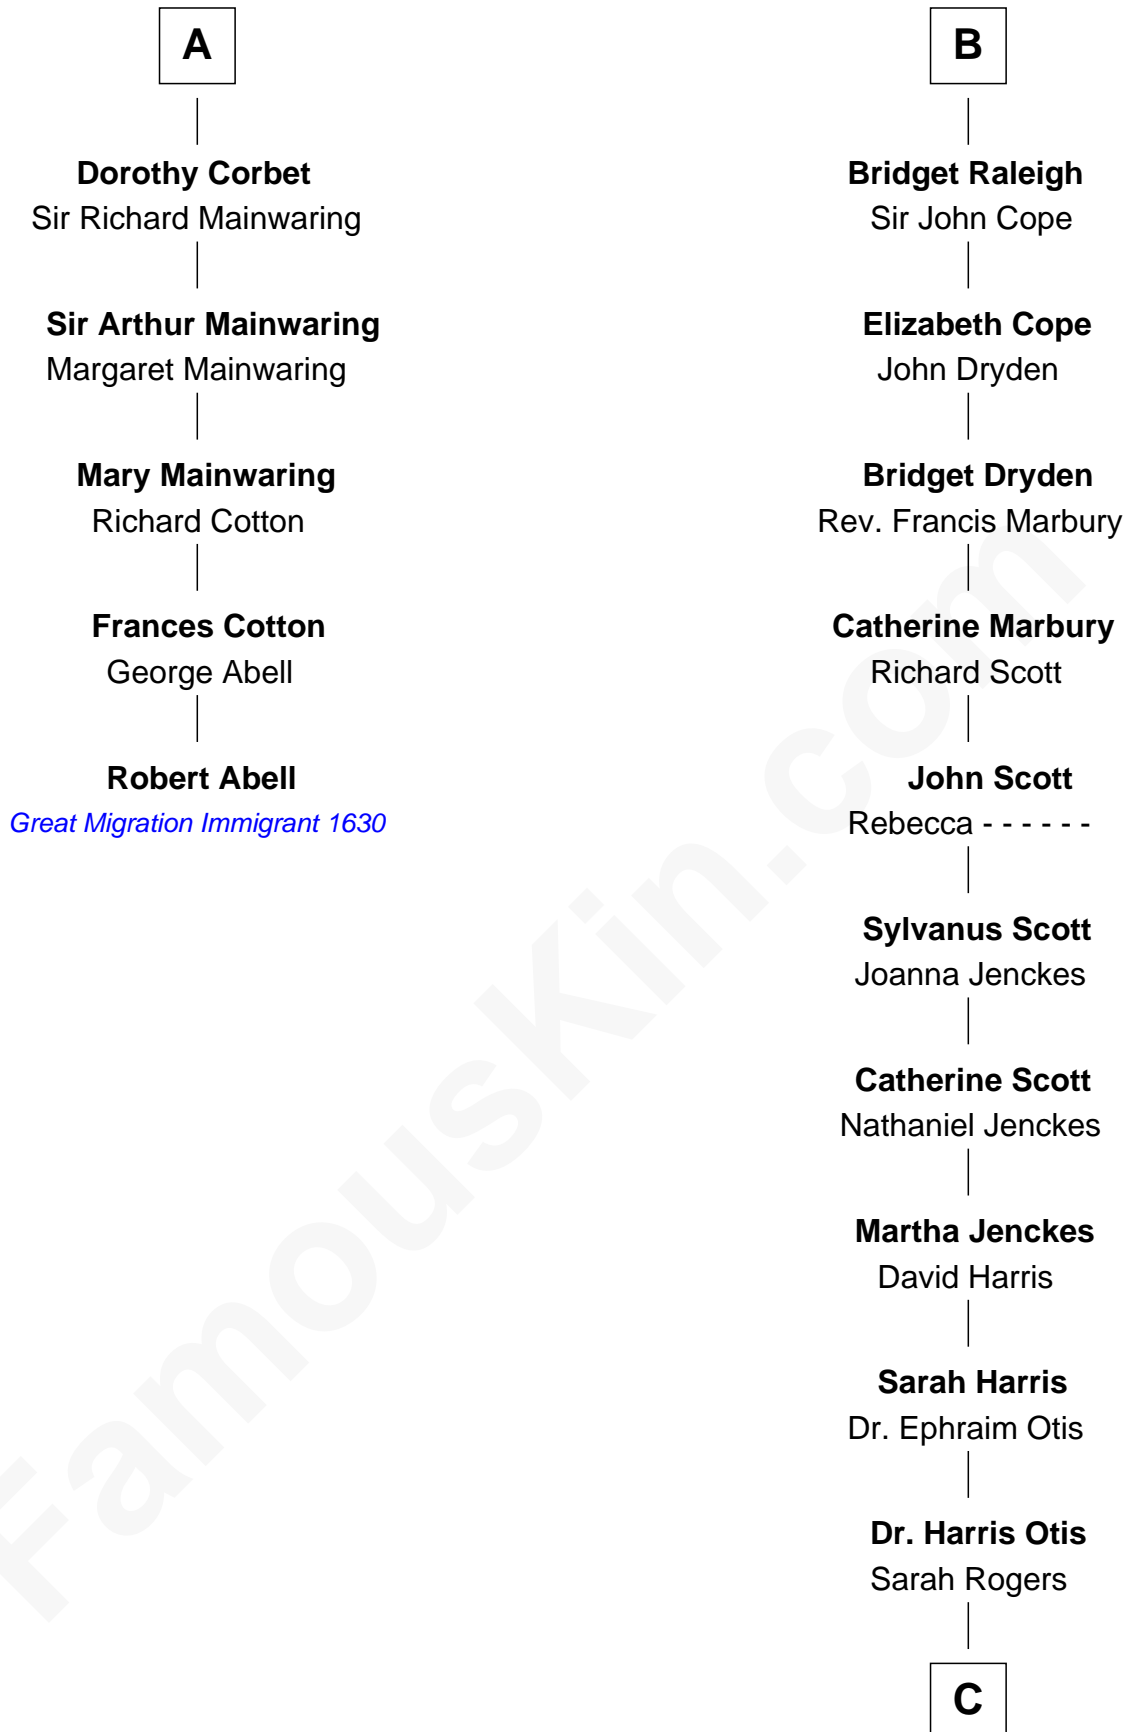 A
Dorothy Corbet
Sir Richard Mainwaring
Sir Arthur Mainwaring
Margaret Mainwaring
Mary Mainwaring
Richard Cotton
Frances Cotton
George Abell
Robert Abell
Great Migration Immigrant 1630
B
Bridget Raleigh
Sir John Cope
Elizabeth Cope
John Dryden
Bridget Dryden
Rev. Francis Marbury
Catherine Marbury
Richard Scott
John Scott
Rebecca - - - - - -
Sylvanus Scott
Joanna Jenckes
Catherine Scott
Nathaniel Jenckes
Martha Jenckes
David Harris
Sarah Harris
Dr. Ephraim Otis
Dr. Harris Otis
Sarah Rogers
C
FamousKin.com